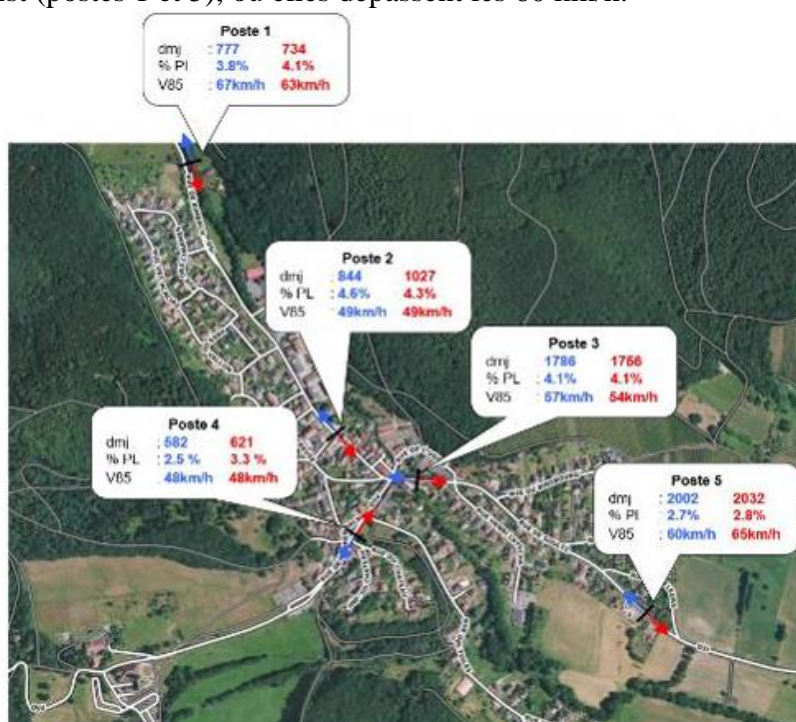 (postes 1 et 5), où elles dépassent les 60 km/h.
Poste 1
dmj : 777 734
% PL : 3.8% 4.1%
V85 : 67km/h 63km/h
Poste 2
dmj : 844 1027
% PL : 4.6% 4.3%
V85 : 49km/h 49km/h
Poste 3
dmj : 1786 1756
% PL : 4.1% 4.1%
V85 : 57km/h 54km/h
Poste 4
dmj : 582 621
% PL : 2.5 % 3.3 %
V85 : 48km/h 48km/h
Poste 5
dmj : 2002 2032
% PL : 2.7% 2.8%
V85 : 60km/h 65km/h